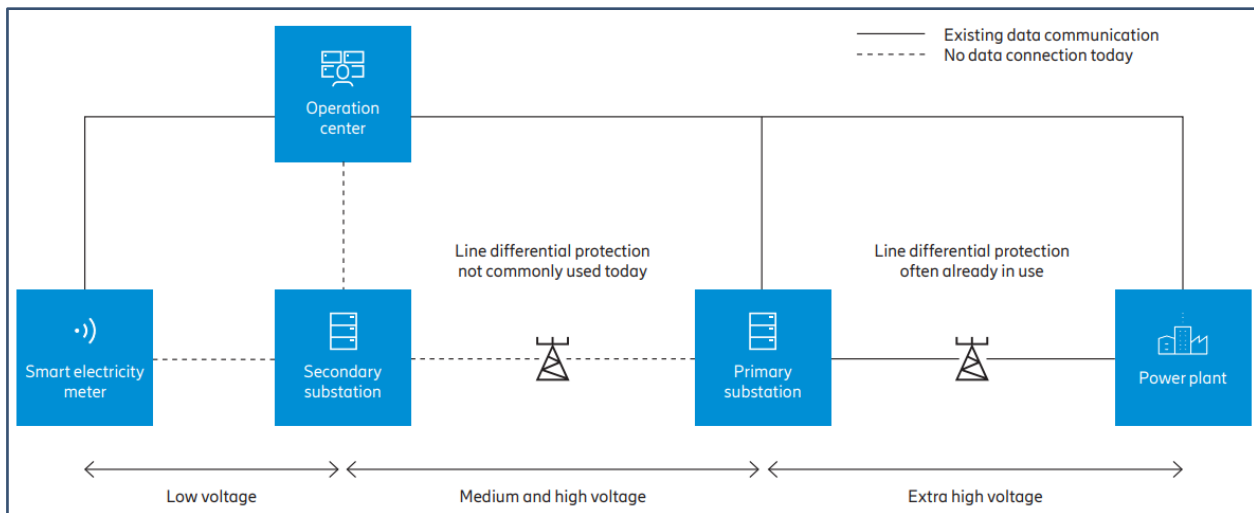 Existing data communication
No data connection today
Operation
center
Line differential protection
not commonly used today
Line differential protection
often already in use
Smart electricity
meter
Secondary
substation
Primary
substation
Power plant
Low voltage
Medium and high voltage
Extra high voltage